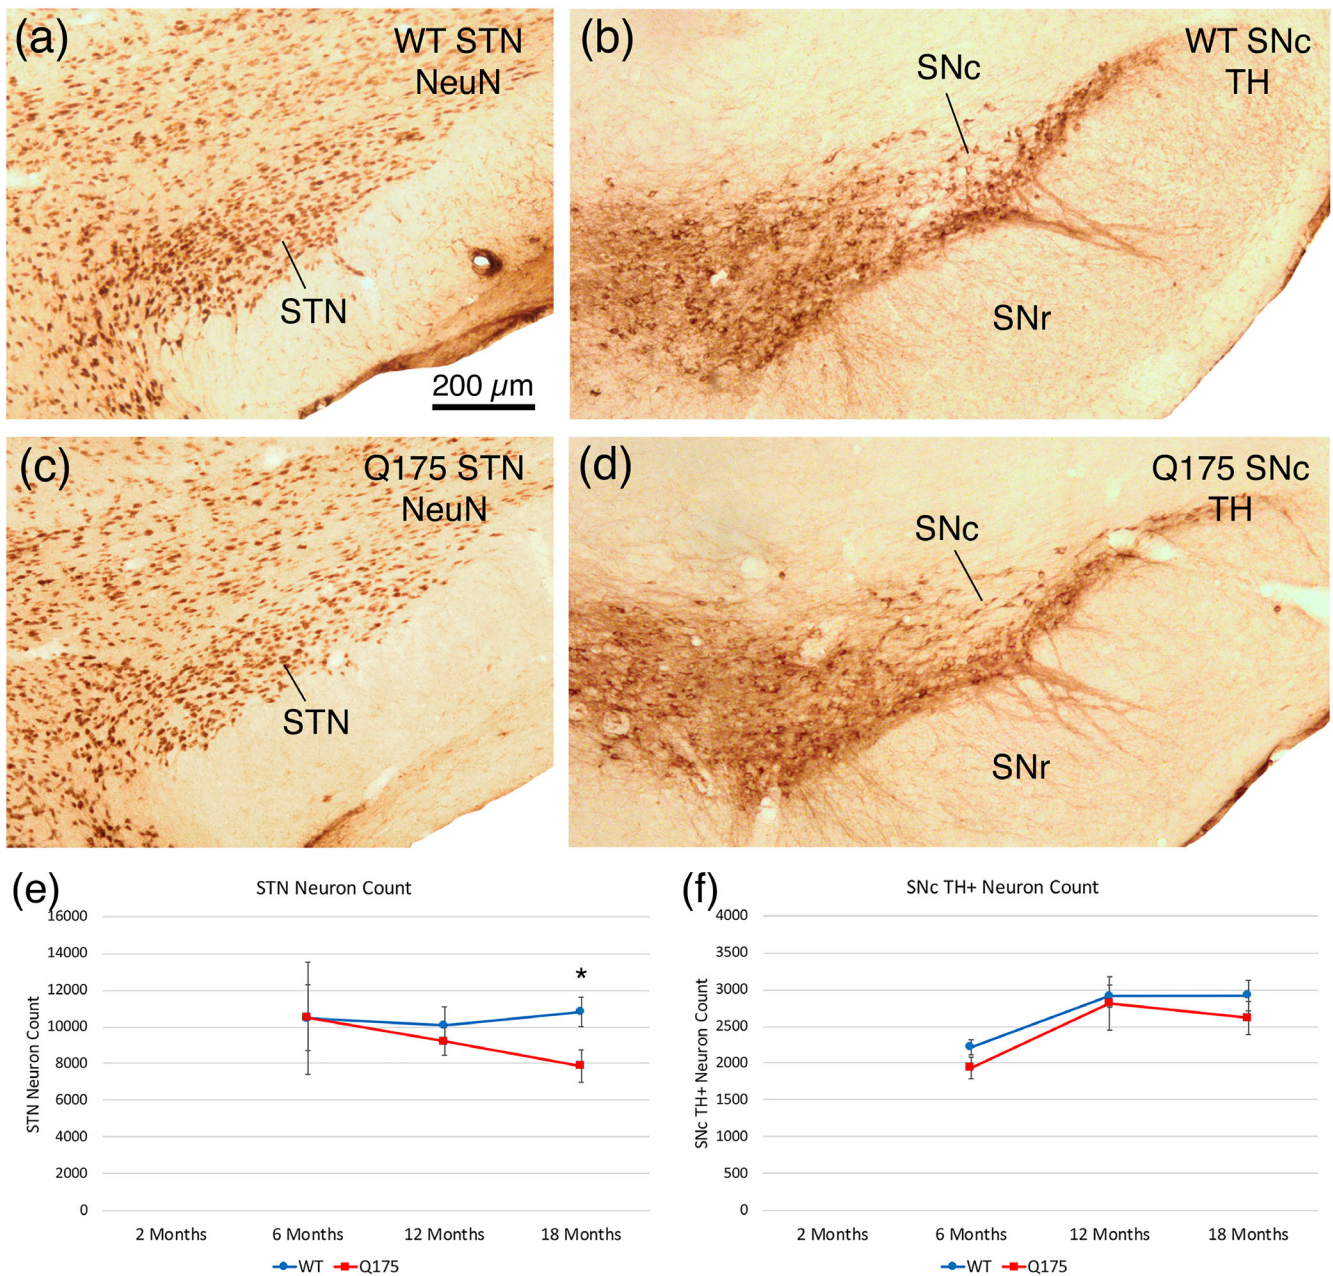 (a)
WT STN
NeuN
STN
200 µm
(b)
WT SNc
TH
SNc
SNr
(c)
Q175 STN
NeuN
STN
(d)
Q175 SNc
TH
SNc
SNr
(e)
STN Neuron Count
STN Neuron Count
16000
14000
12000
10000
8000
6000
4000
2000
0
*
2 Months
6 Months
12 Months
18 Months
WT
Q175
(f)
SNc TH+ Neuron Count
SNc TH+ Neuron Count
4000
3500
3000
2500
2000
1500
1000
500
0
2 Months
6 Months
12 Months
18 Months
WT
Q175